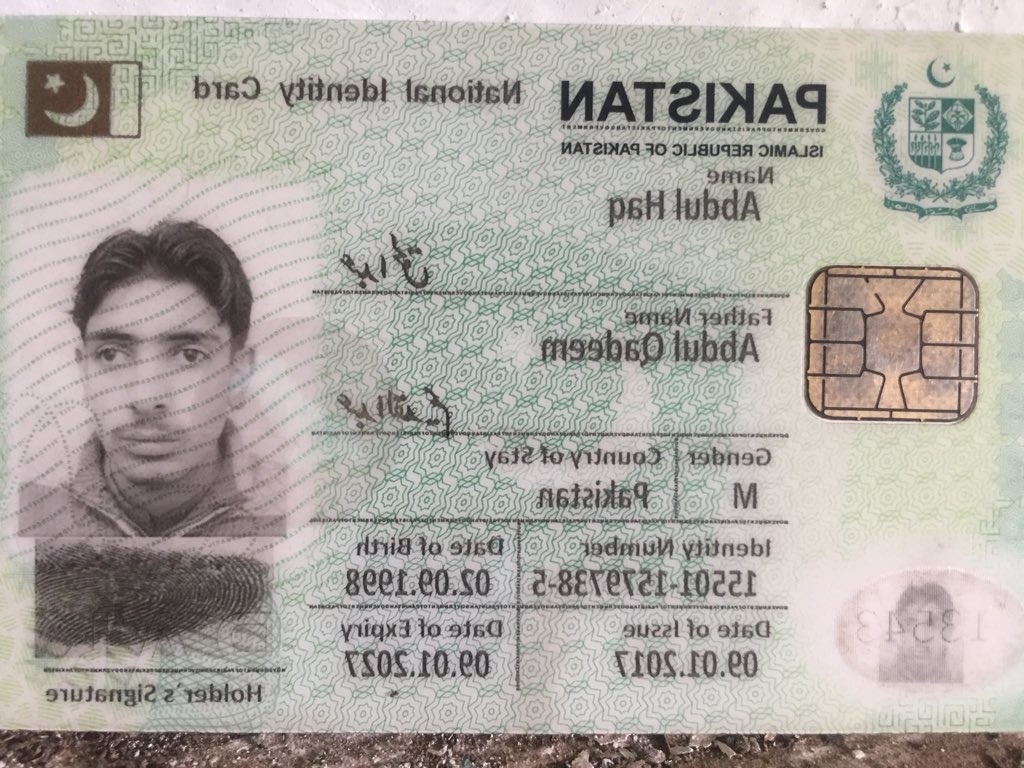 PAKISTAN National Identity Card
ISLAMIC REPUBLIC OF PAKISTAN
Name
Abdul Haq
عبدالحق
Father Name
Abdul Qadeem
عبدالقدیم
Gender Country of Stay
M Pakistan
Identity Number Date of Birth
15501-1579738-5 02.09.1998
Date of Issue Date of Expiry
09.01.2017 09.01.2027
Holder's Signature